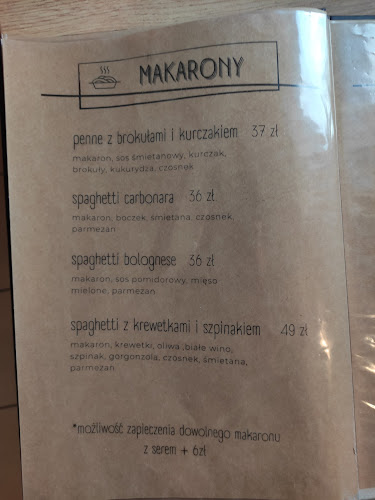 MAKARONY
penne z brokułami i kurczakiem 37 zł
makaron, sos śmietanowy, kurczak,
brokuły, kukurydza, czosnek
spaghetti carbonara 36 zł
makaron, boczek, śmietana, czosnek,
parmezan
spaghetti bolognese 36 zł
makaron, sos pomidorowy, mięso
mielone, parmezan
spaghetti z krewetkami i szpinakiem 49 zł
makaron, krewetki, oliwa ,białe wino,
szpinak, gorgonzola, czosnek, śmietana,
parmezan
*możliwość zapieczenia dowolnego makaronu
z serem + 6zł